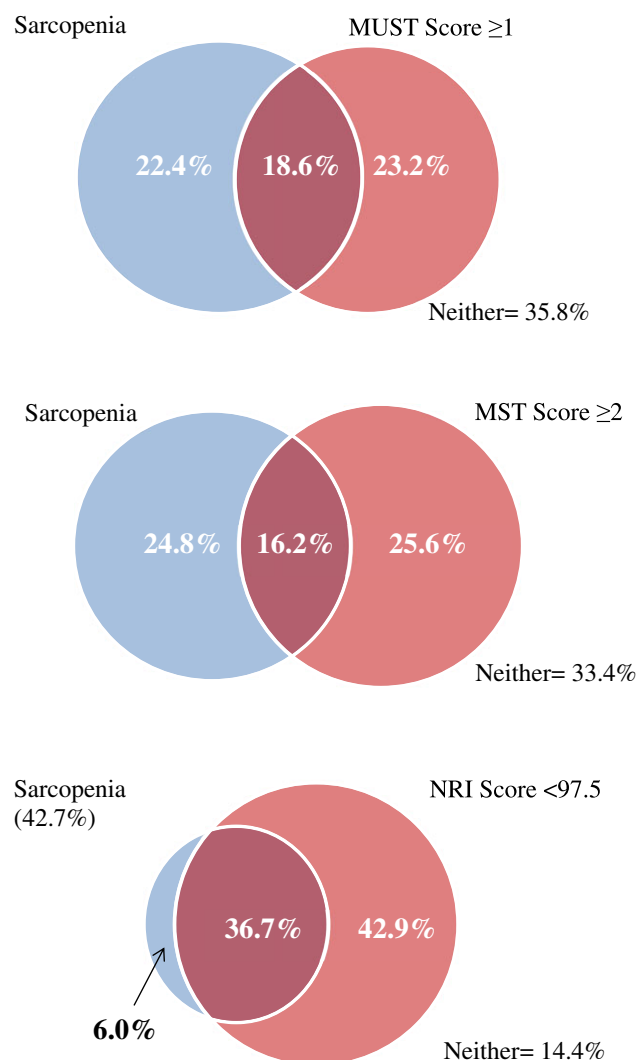 Sarcopenia
MUST Score ≥1
22.4%
18.6%
23.2%
Neither= 35.8%
Sarcopenia
MST Score ≥2
24.8%
16.2%
25.6%
Neither= 33.4%
Sarcopenia
(42.7%)
NRI Score <97.5
36.7%
42.9%
6.0%
Neither= 14.4%